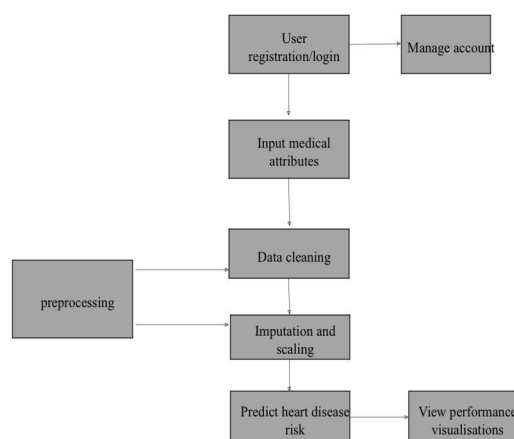 User
registration/login
Manage account
Input medical
attributes
Data cleaning
preprocessing
Imputation and
scaling
Predict heart disease
risk
View performance
visualisations